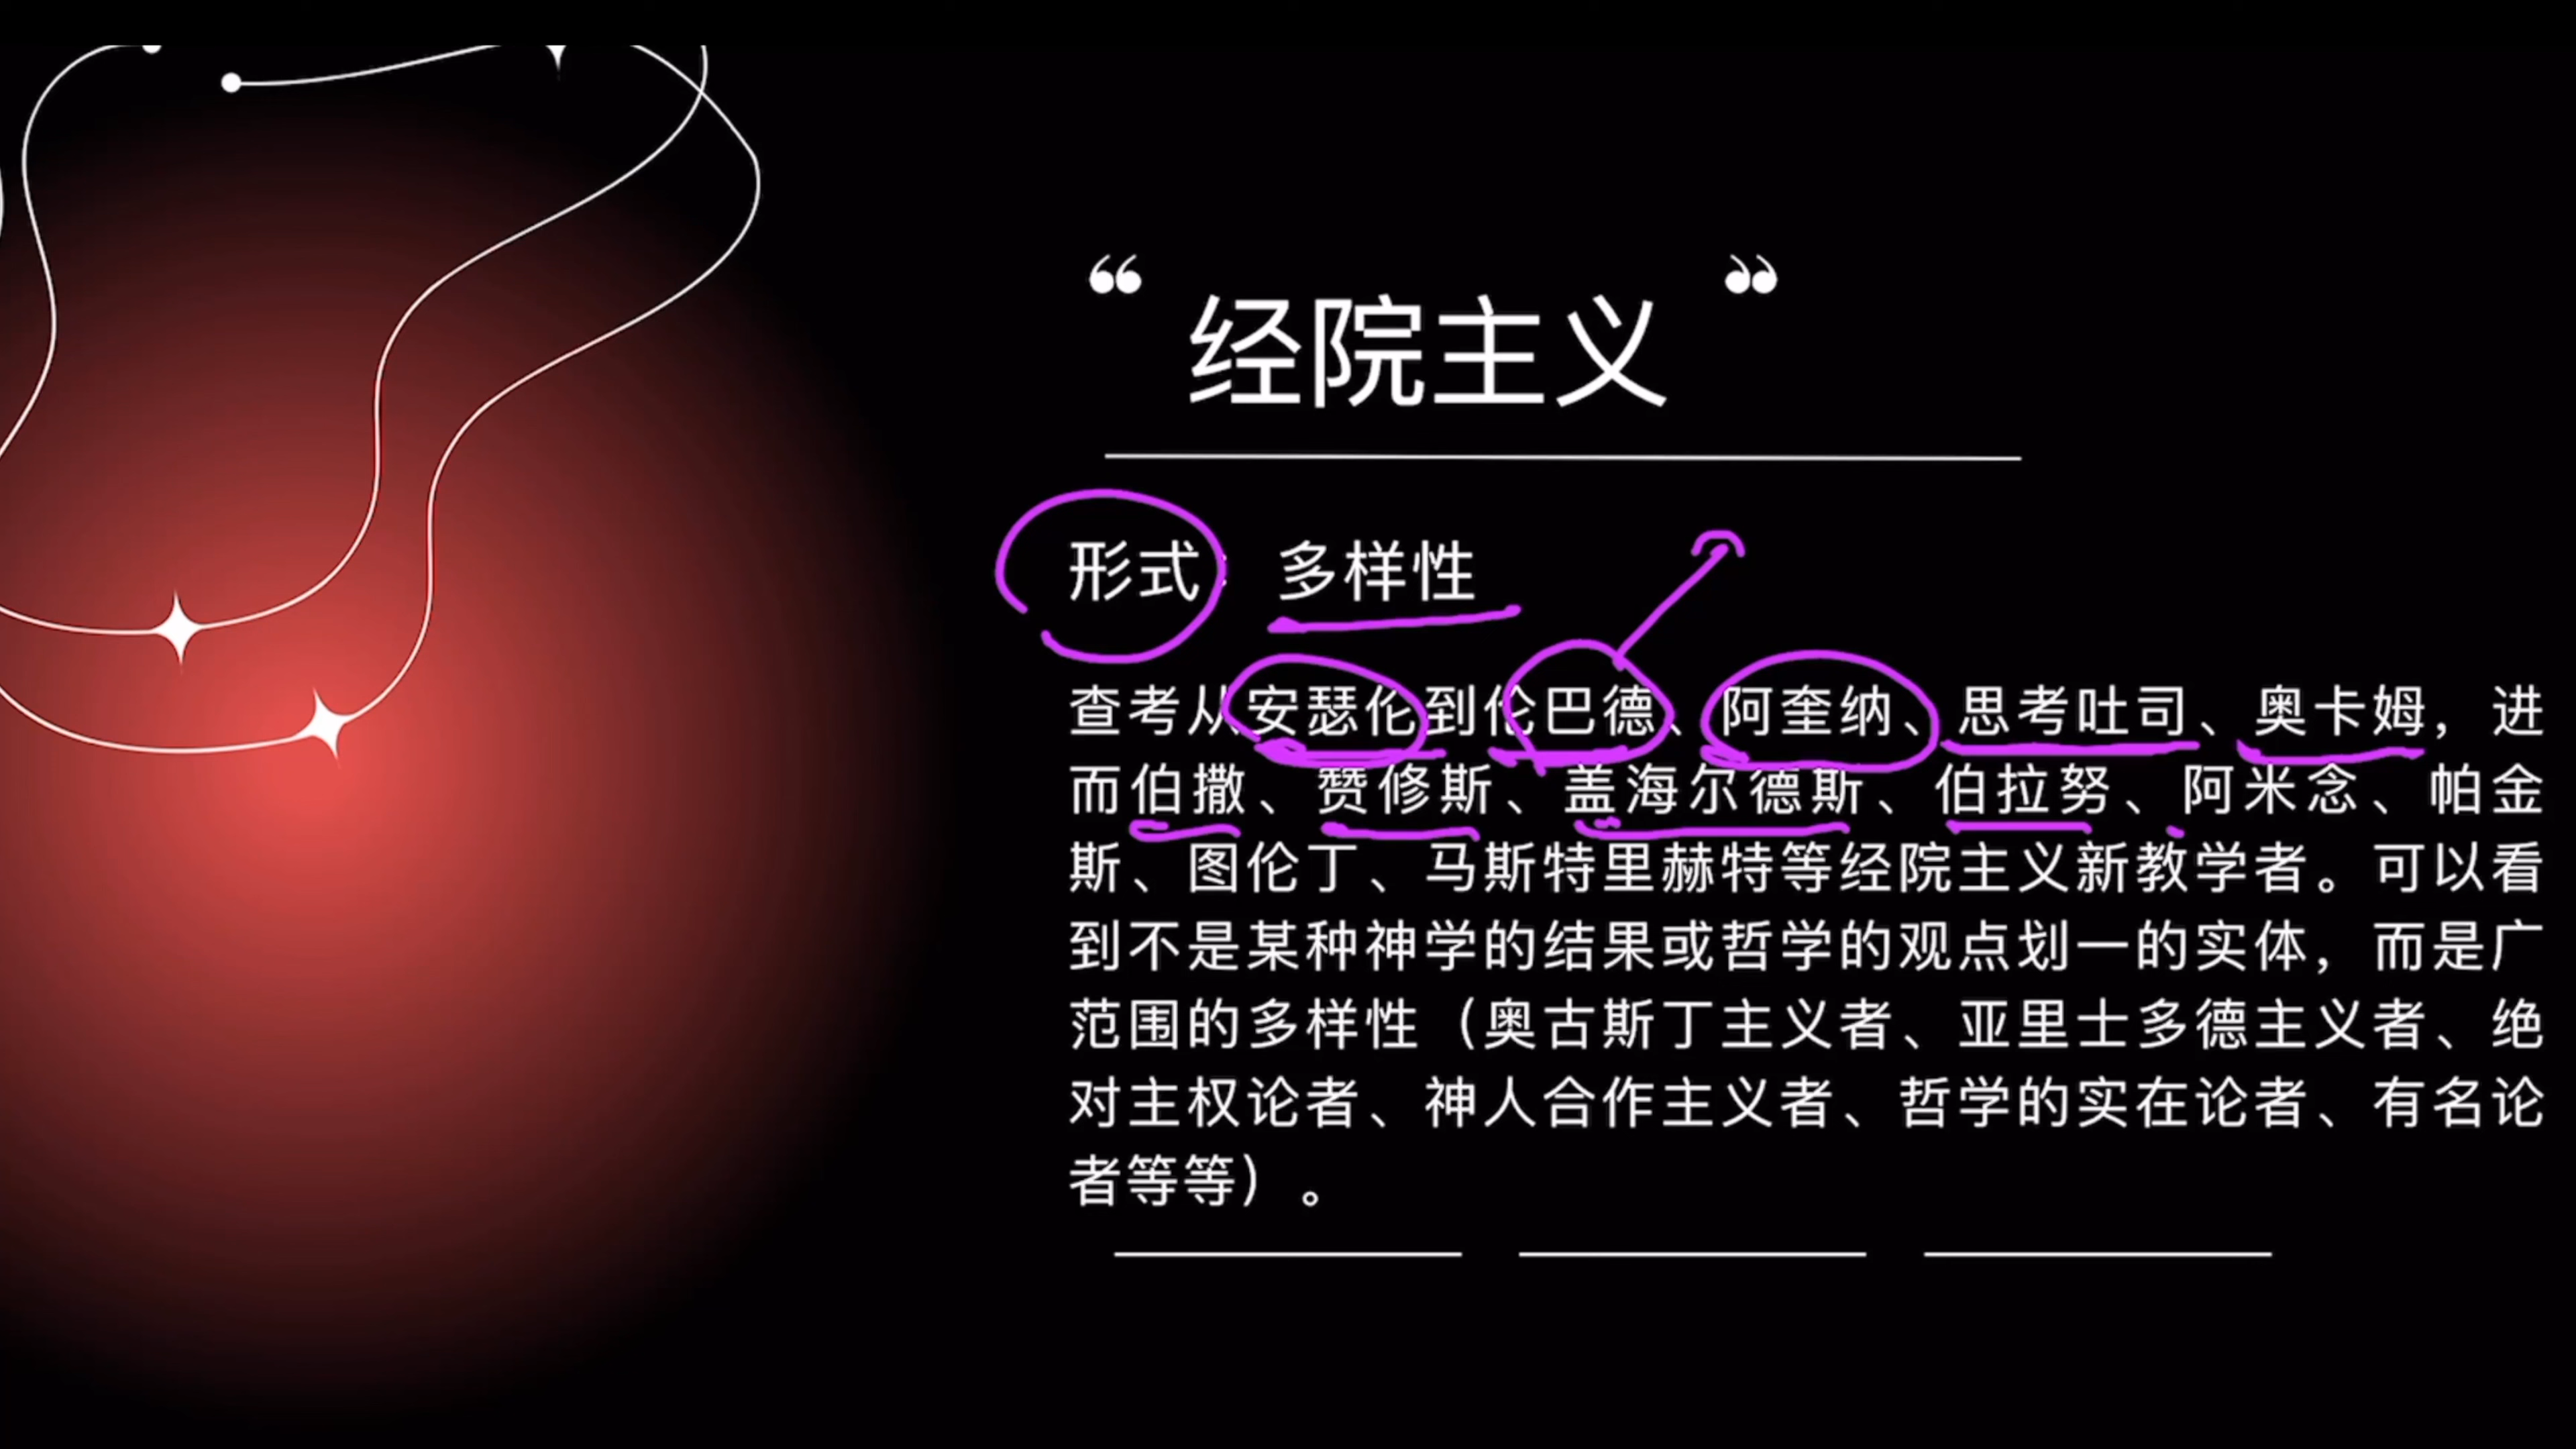 “经院主义”
形式： 多样性
查考从安瑟伦到伦巴德、阿奎纳、思考吐司、奥卡姆，进
而伯撒、赞修斯、盖海尔德斯、伯拉努、阿米念、帕金
斯、图伦丁、马斯特里赫特等经院主义新教学者。可以看
到不是某种神学的结果或哲学的观点划一的实体，而是广
范围的多样性（奥古斯丁主义者、亚里士多德主义者、绝
对主权论者、神人合作主义者、哲学的实在论者、有名论
者等等）。